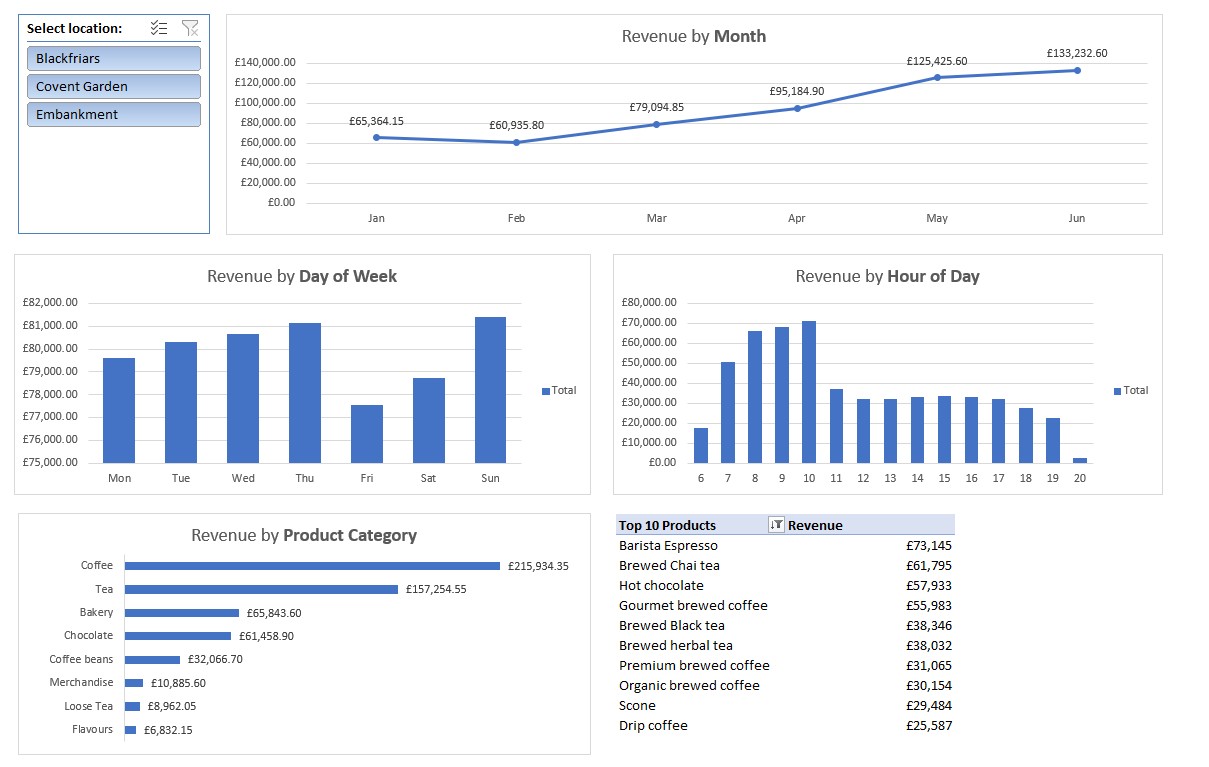 Select location:
Blackfriars
Covent Garden
Embankment
Revenue by Month
£140,000.00
£120,000.00
£100,000.00
£80,000.00
£60,000.00
£40,000.00
£20,000.00
£0.00
£65,364.15
£60,935.80
£79,094.85
£95,184.90
£125,425.60
£133,232.60
Jan Feb Mar Apr May Jun
Revenue by Day of Week
£82,000.00
£81,000.00
£80,000.00
£79,000.00
£78,000.00
£77,000.00
£76,000.00
£75,000.00
Mon Tue Wed Thu Fri Sat Sun
Total
Revenue by Hour of Day
£80,000.00
£70,000.00
£60,000.00
£50,000.00
£40,000.00
£30,000.00
£20,000.00
£10,000.00
£0.00
6 7 8 9 10 11 12 13 14 15 16 17 18 19 20
Total
Revenue by Product Category
Coffee £215,934.35
Tea £157,254.55
Bakery £65,843.60
Chocolate £61,458.90
Coffee beans £32,066.70
Merchandise £10,885.60
Loose Tea £8,962.05
Flavours £6,832.15
Top 10 Products Revenue
Barista Espresso £73,145
Brewed Chai tea £61,795
Hot chocolate £57,933
Gourmet brewed coffee £55,983
Brewed Black tea £38,346
Brewed herbal tea £38,032
Premium brewed coffee £31,065
Organic brewed coffee £30,154
Scone £29,484
Drip coffee £25,587